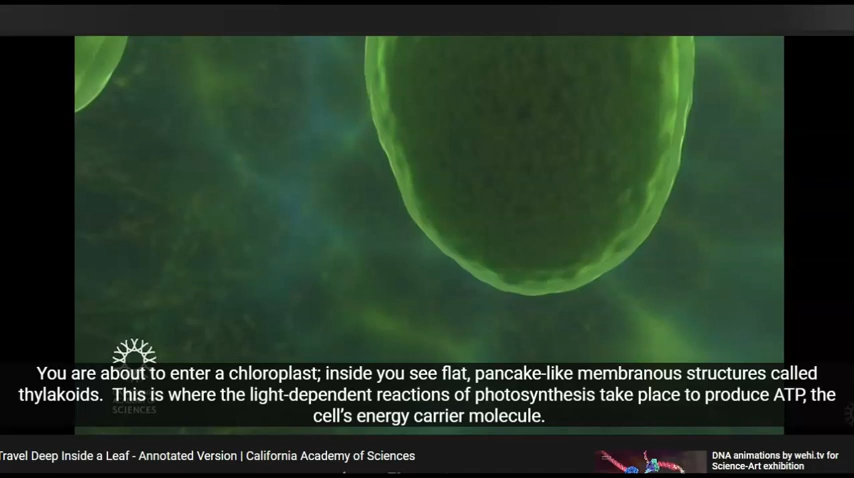 You are about to enter a chloroplast; inside you see flat, pancake-like membranous structures called
thylakoids. This is where the light-dependent reactions of photosynthesis take place to produce ATP, the
cell's energy carrier molecule.
SCIENCES
Travel Deep Inside a Leaf - Annotated Version | California Academy of Sciences
DNA animations by wehi.tv for
Science-Art exhibition